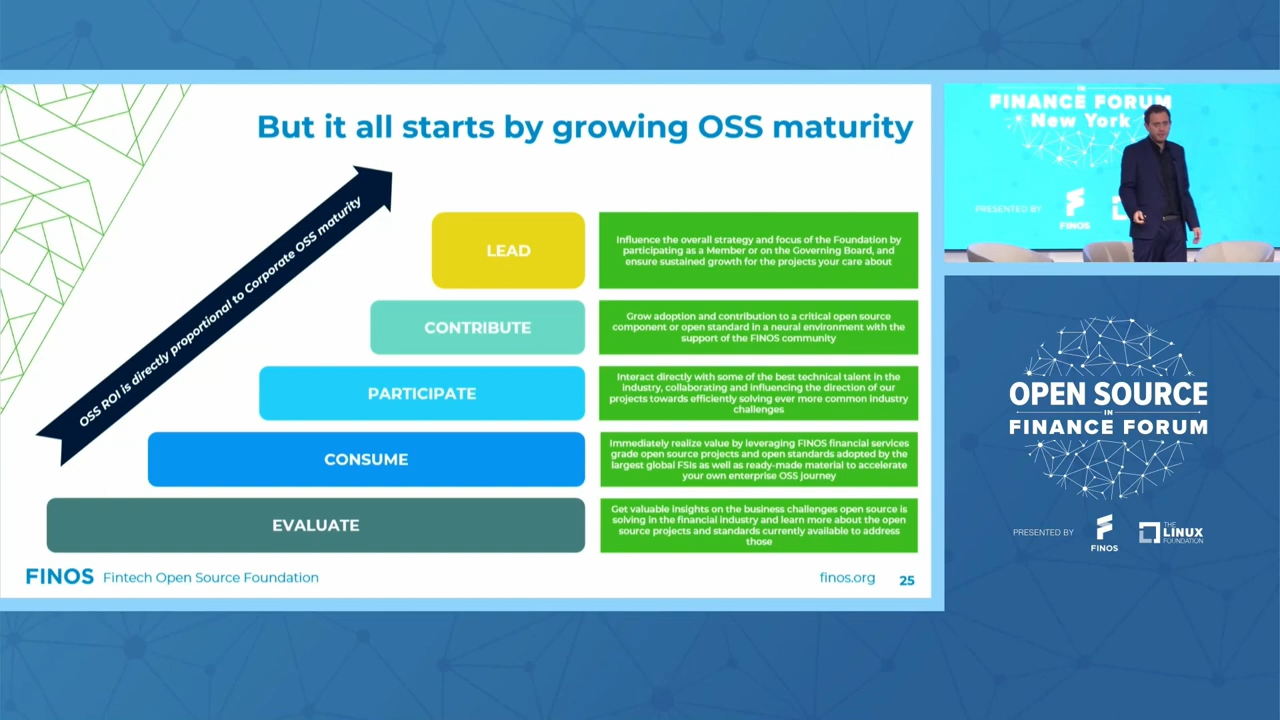 But it all starts by growing OSS maturity
OSS ROI is directly proportional to Corporate OSS maturity
LEAD
Influence the overall strategy and focus of the Foundation by
participating as a Member or on the Governing Board, and
ensure sustained growth for the projects your care about
CONTRIBUTE
Grow adoption and contribution to a critical open source
component or open standard in a neural environment with the
support of the FINOS community
PARTICIPATE
Interact directly with some of the best technical talent in the
industry, collaborating and influencing the direction of our
projects towards efficiently solving ever more common industry
challenges
CONSUME
Immediately realize value by leveraging FINOS financial services
grade open source projects and open standards adopted by the
largest global FSIs as well as ready-made material to accelerate
your own enterprise OSS journey
EVALUATE
Get valuable insights on the business challenges open source is
solving in the financial industry and learn more about the open
source projects and standards currently available to address
those
FINOS Fintech Open Source Foundation
finos.org 25
IN
FINANCE FORUM
New York
PRESENTED BY
FINOS
OPEN SOURCE
IN
FINANCE FORUM
PRESENTED BY
FINOS
THE
LINUX
FOUNDATION